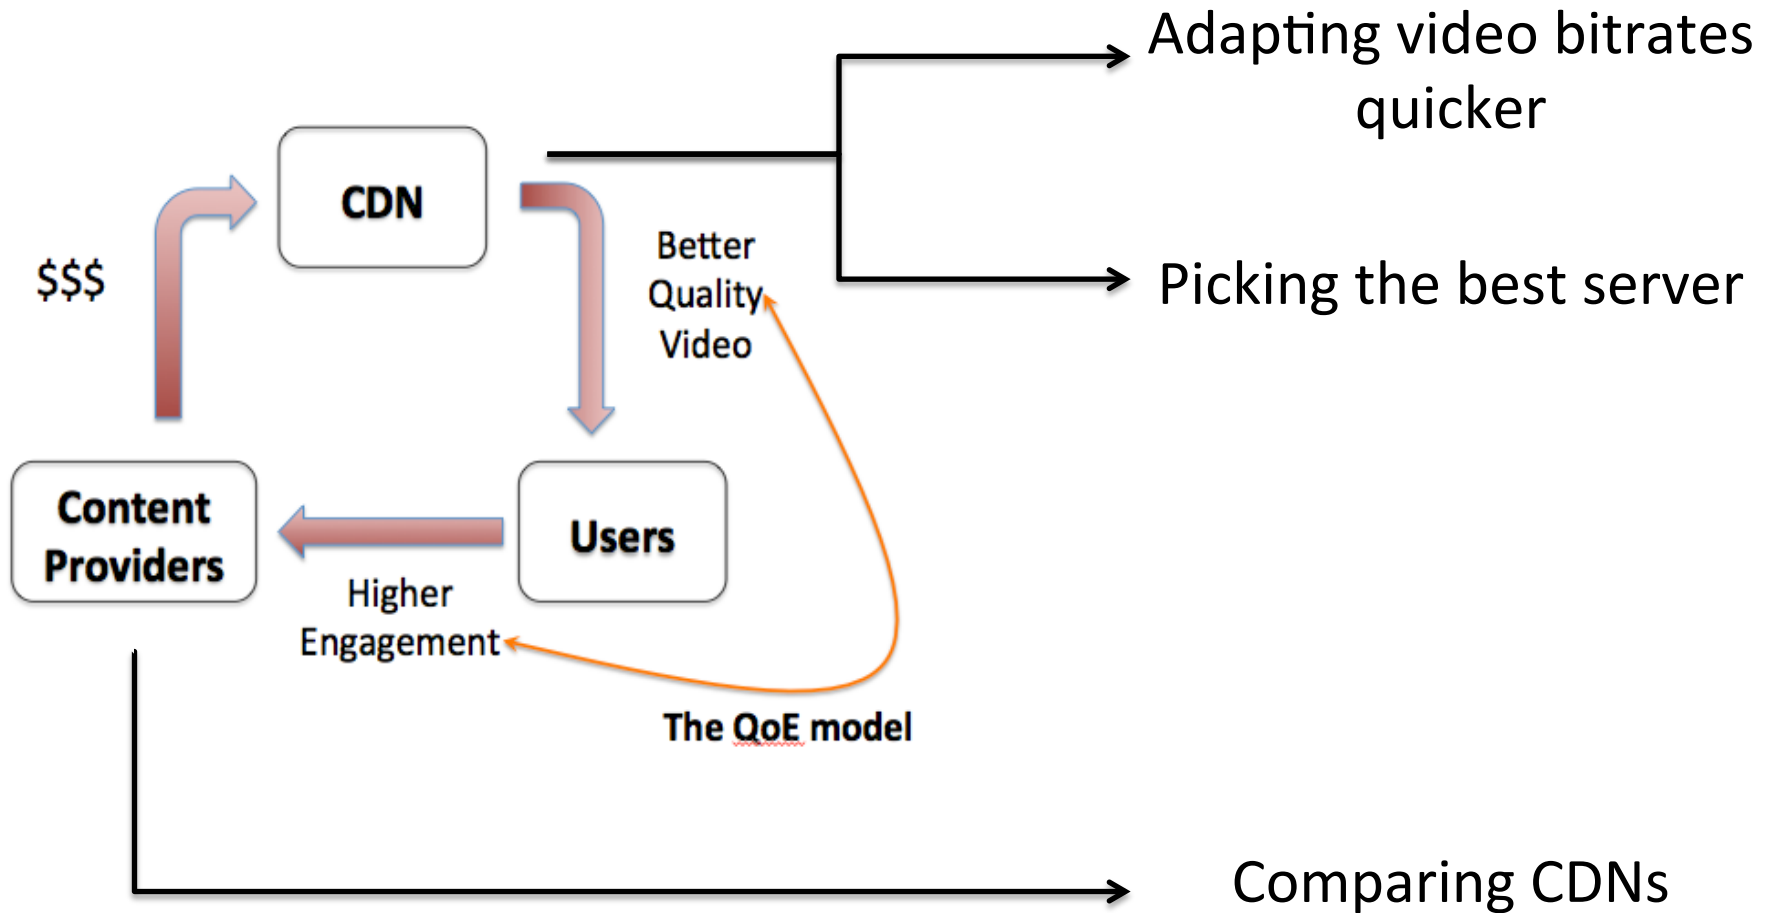 Adapting video bitrates
quicker
CDN
Better
Quality
Video
$$$
Picking the best server
Content
Providers
Users
Higher
Engagement
The QoE model
Comparing CDNs